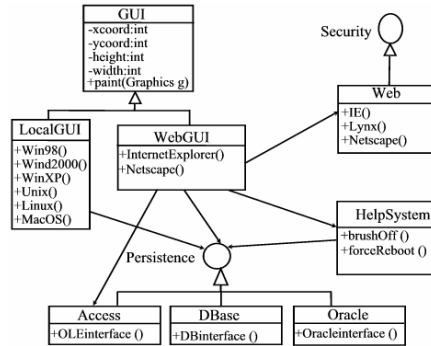 GUI
-xcoord:int
-ycoord:int
-height:int
-width:int
+paint(Graphics g)
Security
Web
+IE()
+Lynx()
+Netscape()
LocalGUI
+Win98()
+Wind2000()
+WinXP()
+Unix()
+Linux()
+MacOS()
WebGUI
+InternetExplorer()
+Netscape()
HelpSystem
+brushOff ()
+forceReboot ()
Persistence
Access
+OLEinterface ()
DBase
+DBinterface ()
Oracle
+Oracleinterface ()